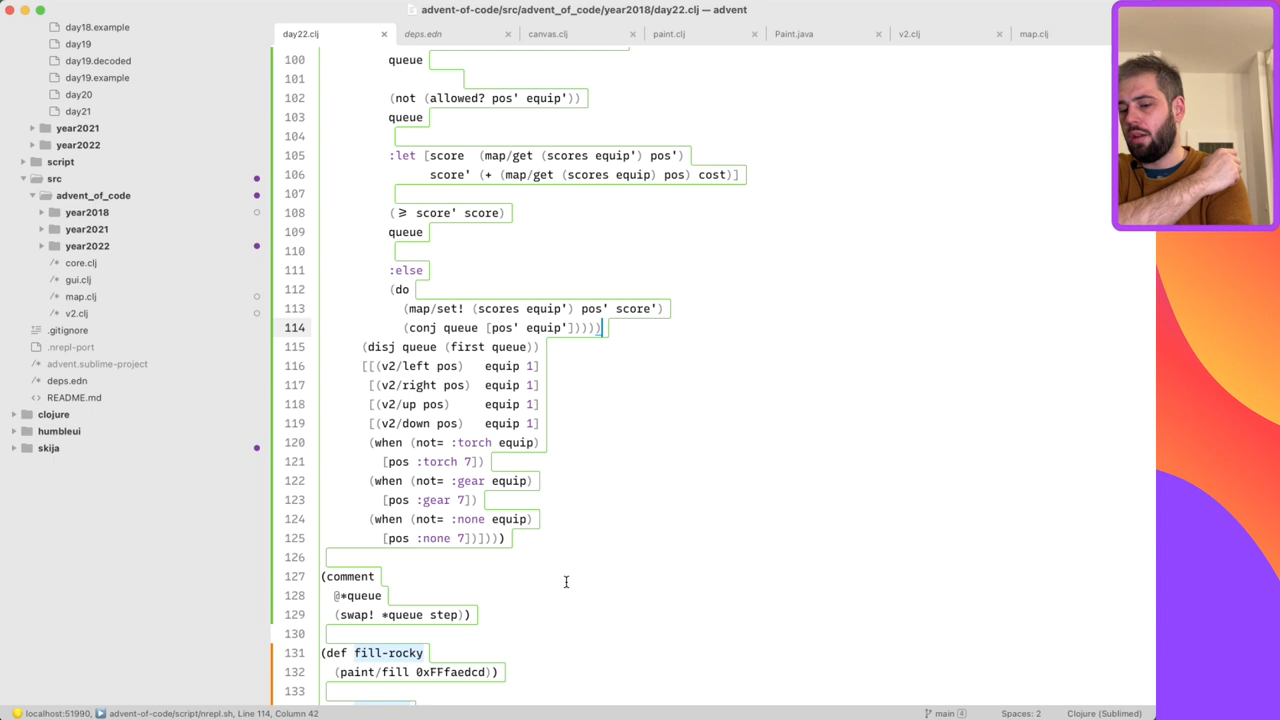 advent-of-code/src/advent_of_code/year2018/day22.clj — advent
day22.clj
deps.edn
canvas.clj
paint.clj
Paint.java
v2.clj
map.clj
day18.example
day19
day19.decoded
day19.example
day20
day21
year2021
year2022
script
src
advent_of_code
year2018
year2021
year2022
core.clj
gui.clj
map.clj
v2.clj
.gitignore
.nrepl-port
advent.sublime-project
deps.edn
README.md
clojure
humbleui
skija
100 queue
101
102 (not (allowed? pos' equip'))
103 queue
104
105 :let [score (map/get (scores equip') pos')
106 score' (+ (map/get (scores equip) pos) cost)]
107
108 (≥ score' score)
109 queue
110
111 :else
112 (do
113 (map/set! (scores equip') pos' score')
114 (conj queue [pos' equip']))))
115 (disj queue (first queue))
116 [[(v2/left pos) equip 1]
117 [(v2/right pos) equip 1]
118 [(v2/up pos) equip 1]
119 [(v2/down pos) equip 1]
120 (when (not= :torch equip)
121 [pos :torch 7])
122 (when (not= :gear equip)
123 [pos :gear 7])
124 (when (not= :none equip)
125 [pos :none 7])])))
126
127 (comment
128 @*queue
129 (swap! *queue step))
130
131 (def fill-rocky
132 (paint/fill 0xFFfaedcd))
133
localhost:51990, advent-of-code/script/nrepl.sh, Line 114, Column 42
main 4
Spaces: 2
Clojure (Sublimed)